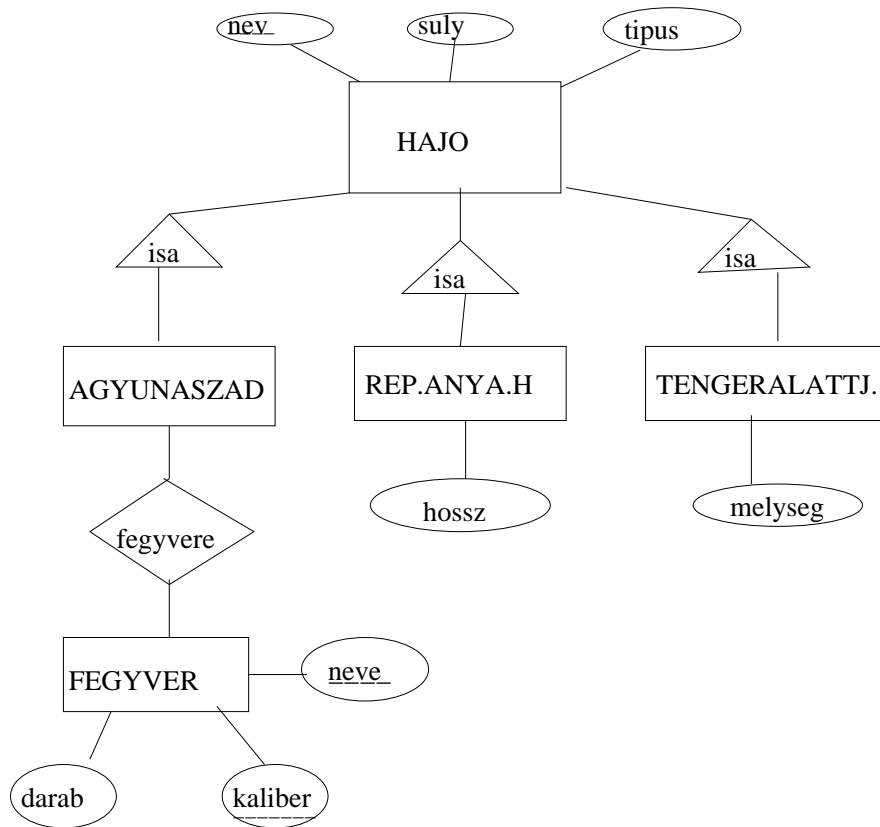 nev
suly
tipus
HAJO
isa
isa
isa
AGYUNASZAD
REP.ANYA.H
TENGERALATTJ.
hossz
melyseg
fegyvere
FEGYVER
neve
darab
kaliber